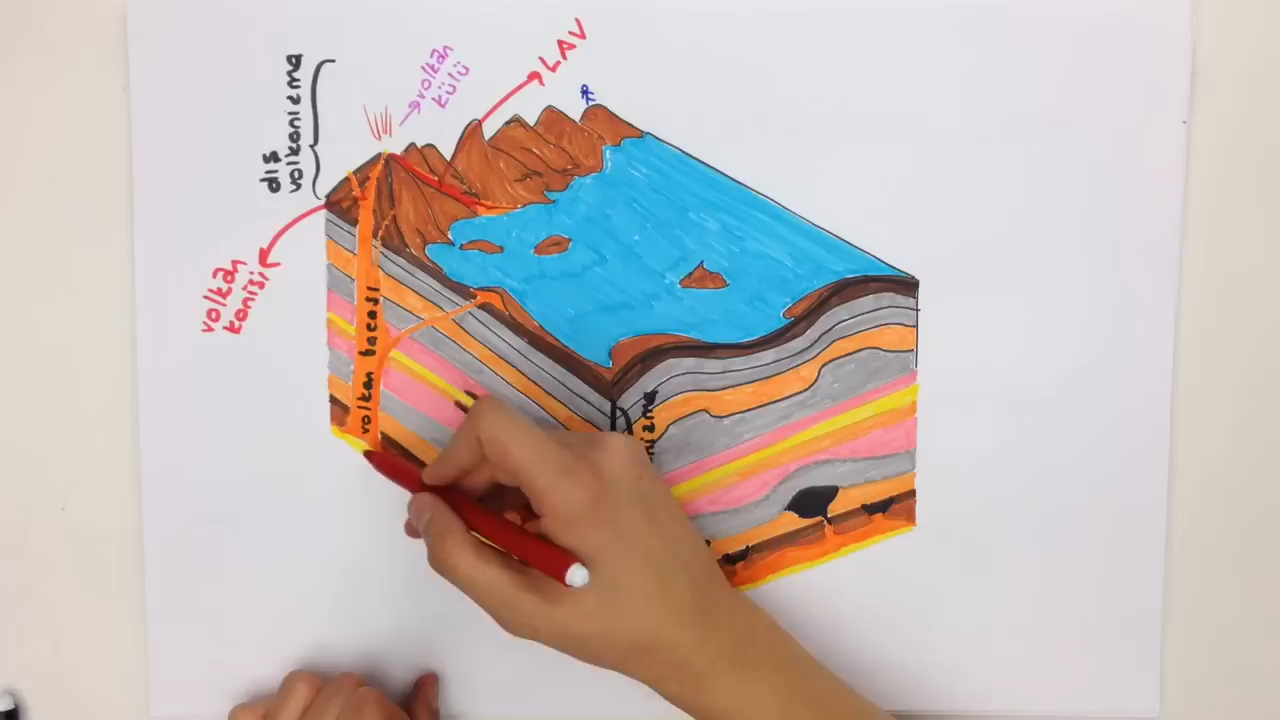 dış
volkanizma
volkan
külü
LAV
volkan
konisi
volkan bacası